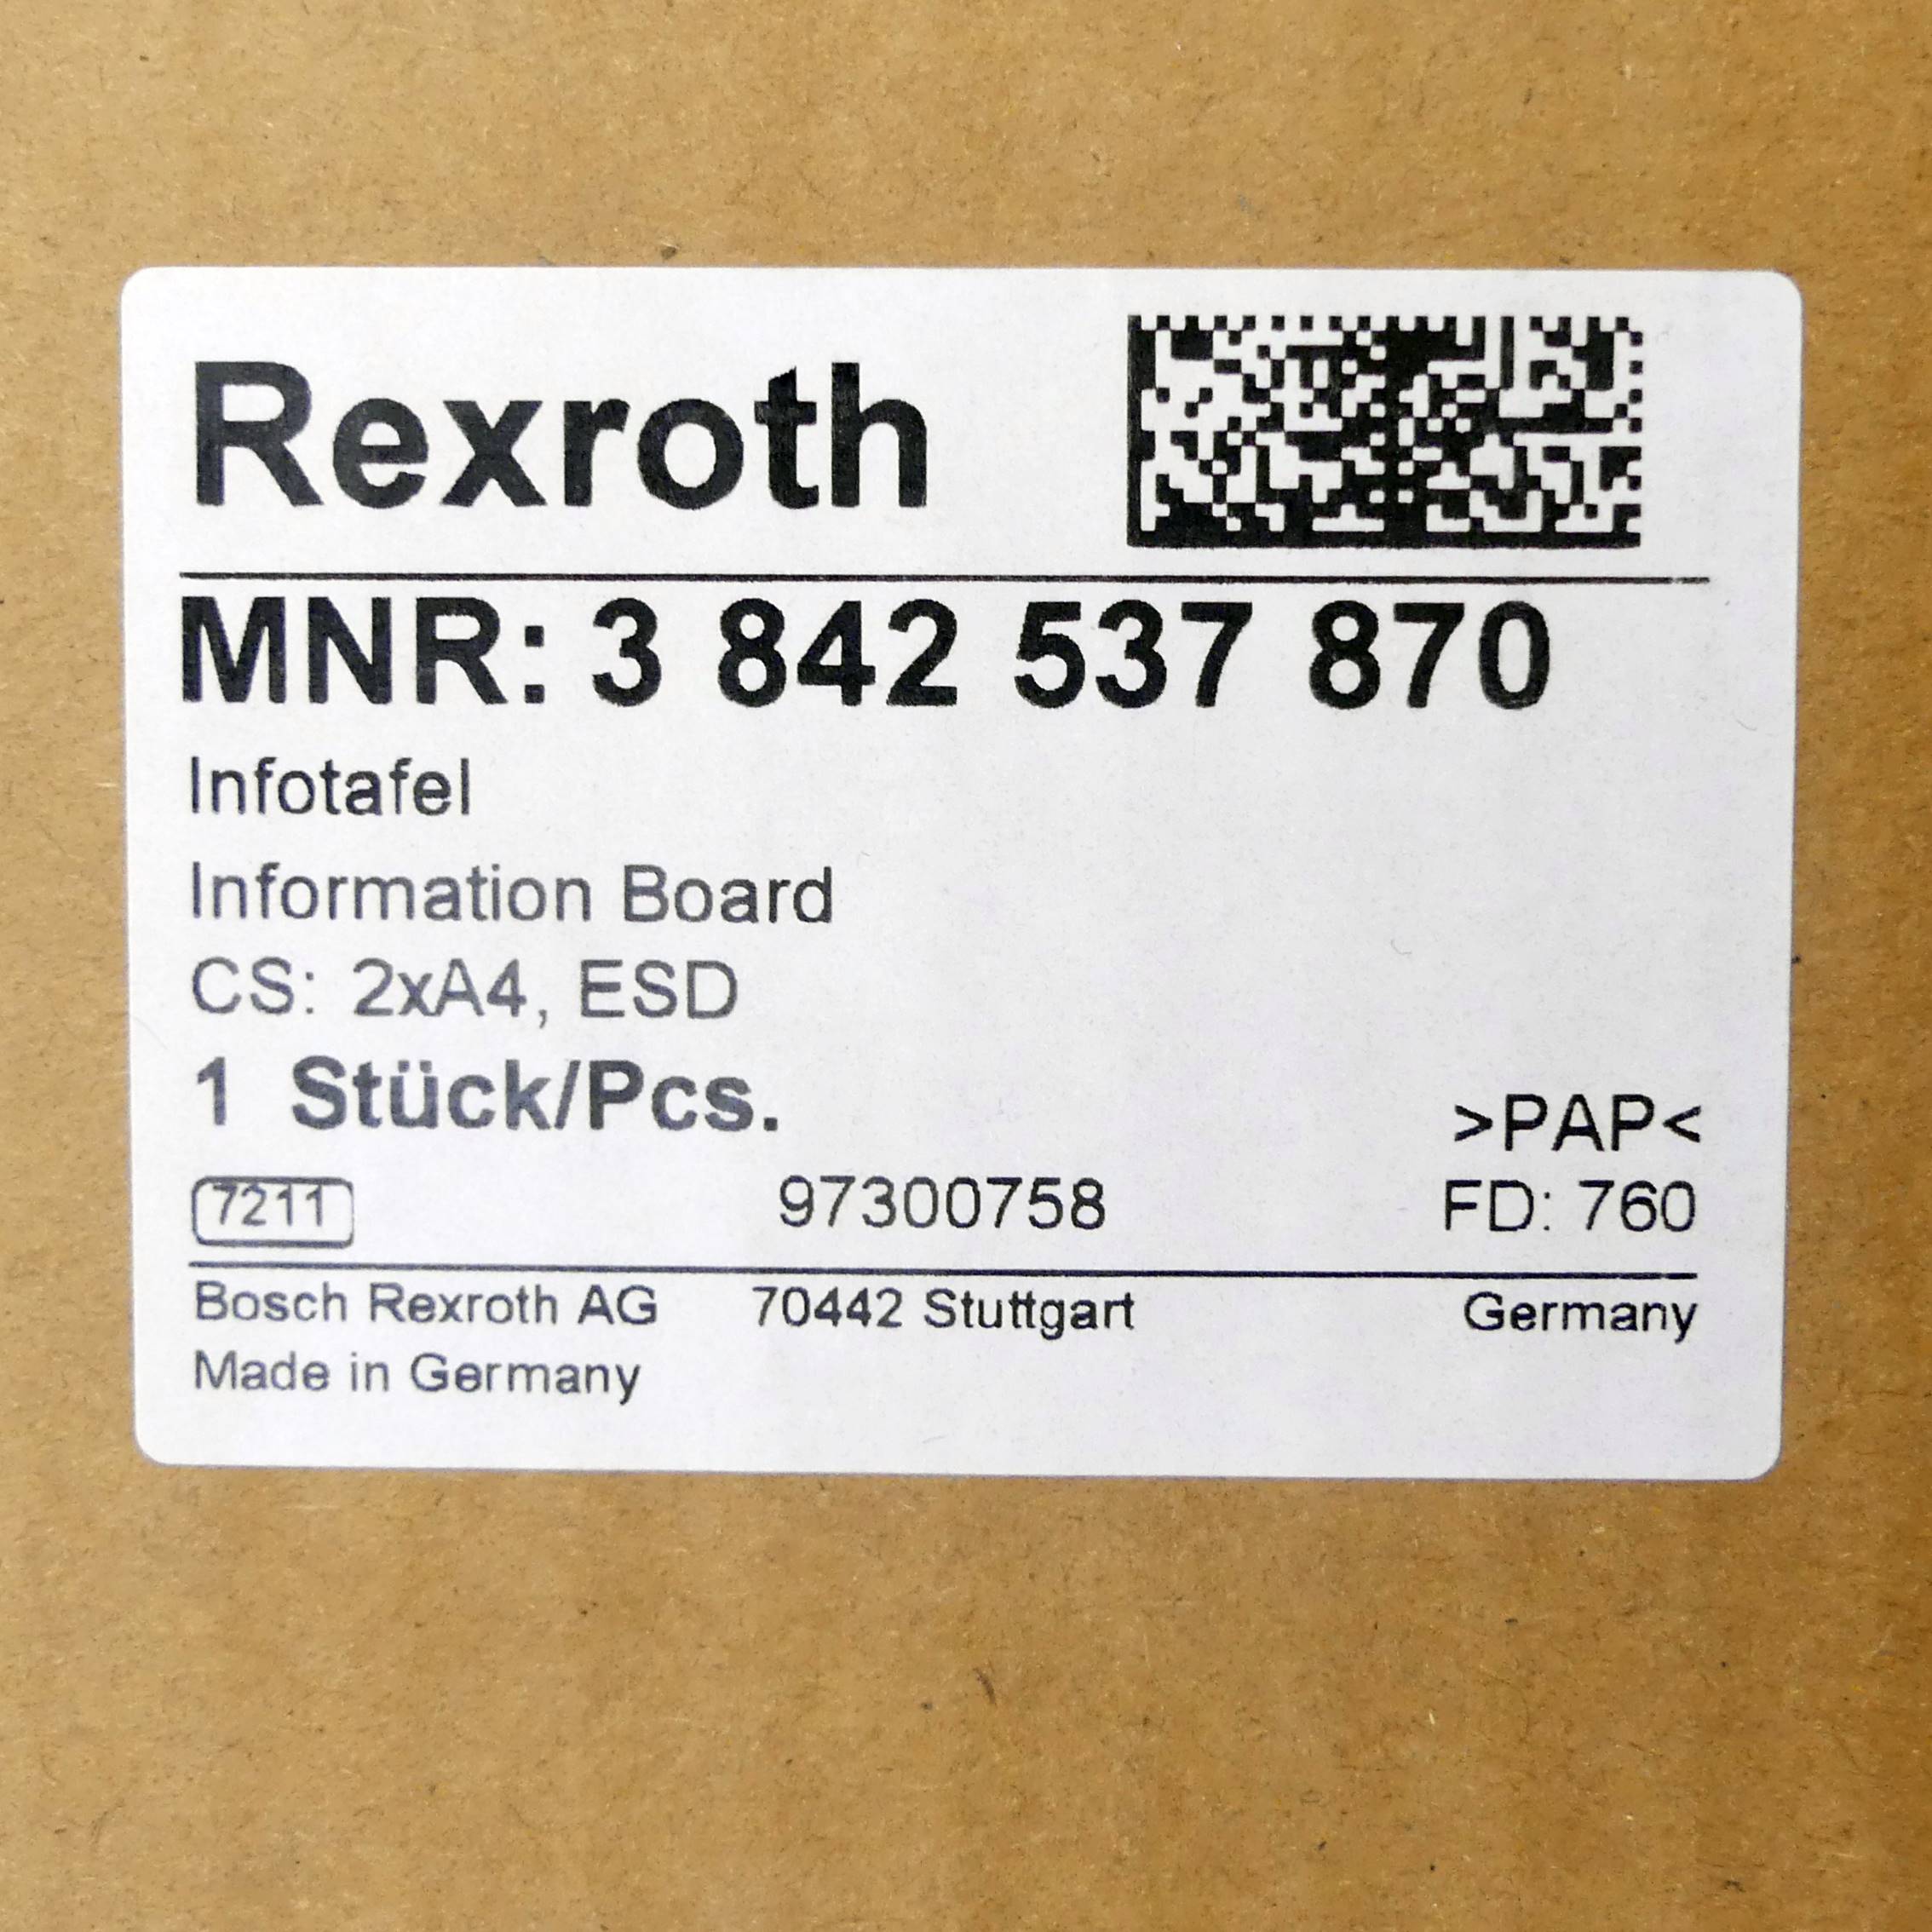 Rexroth
MNR: 3 842 537 870
Infotafel
Information Board
CS: 2xA4, ESD
1 Stück/Pcs.
>PAP<
7211 97300758 FD: 760
Bosch Rexroth AG 70442 Stuttgart Germany
Made in Germany